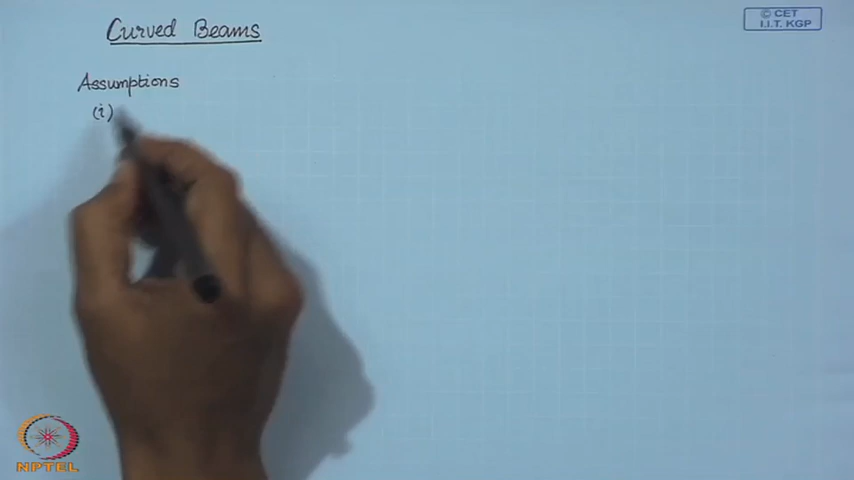 Curved Beams
© CET
I.I.T. KGP
Assumptions
(i)
NPTEL